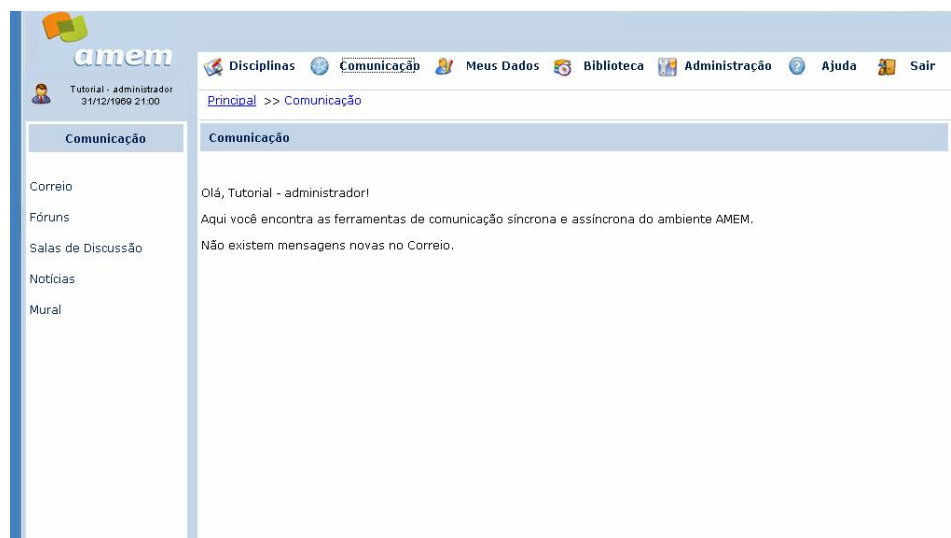 amem
Disciplinas Comunicação Meus Dados Biblioteca Administração Ajuda Sair
Tutorial - administrador
31/12/1969 21:00
Principal >> Comunicação
Comunicação
Correio
Fóruns
Salas de Discussão
Notícias
Mural
Comunicação
Olá, Tutorial - administrador!
Aqui você encontra as ferramentas de comunicação síncrona e assíncrona do ambiente AMEM.
Não existem mensagens novas no Correio.